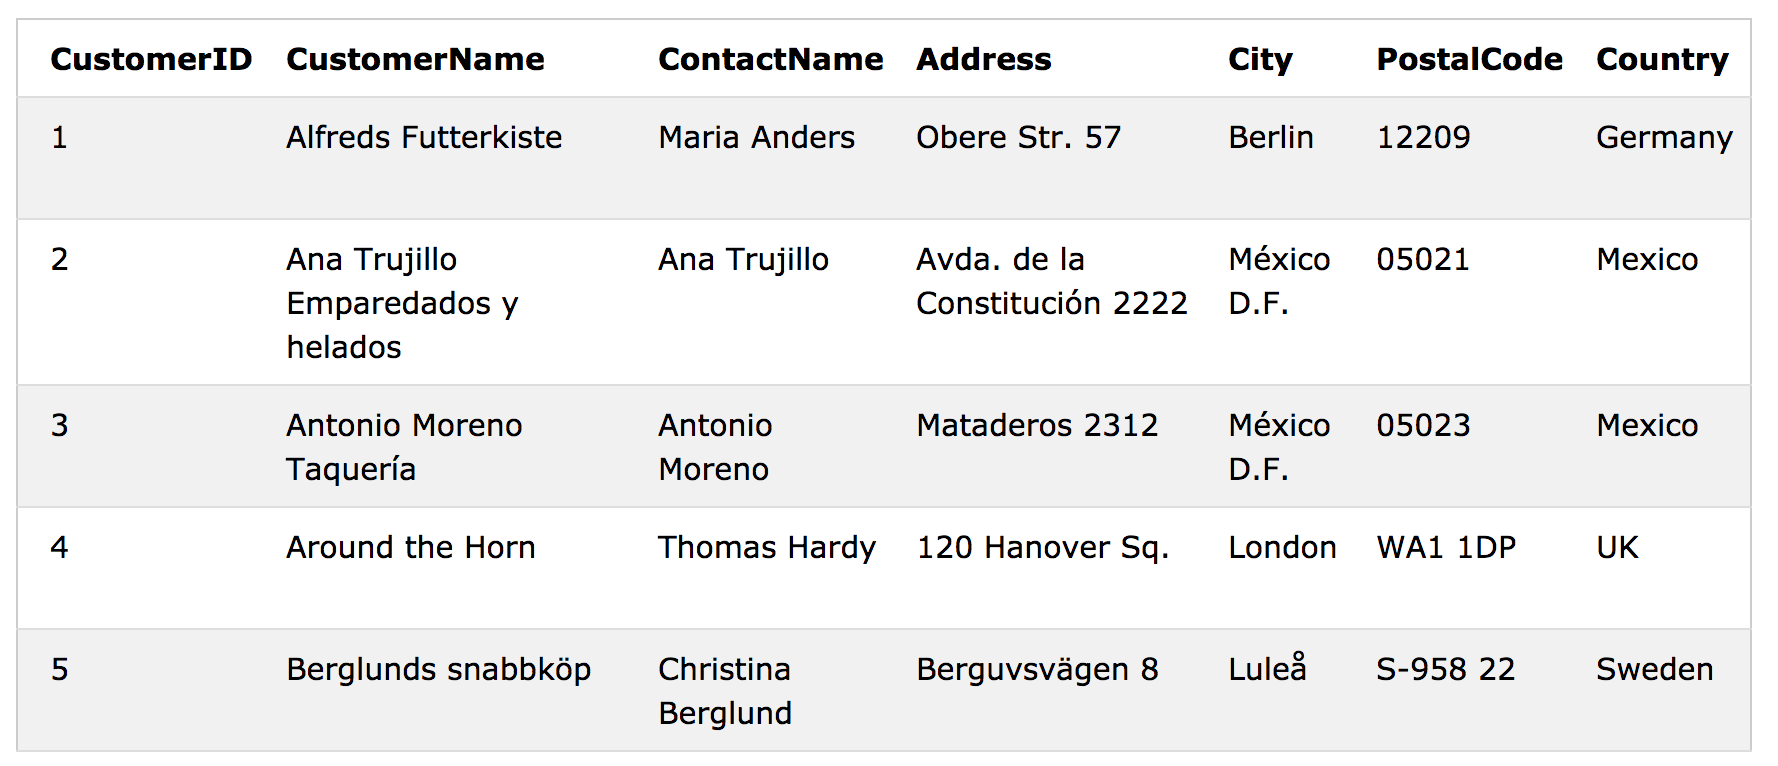 CustomerID CustomerName ContactName Address City PostalCode Country
1 Alfreds Futterkiste Maria Anders Obere Str. 57 Berlin 12209 Germany
2 Ana Trujillo Ana Trujillo Avda. de la México 05021 Mexico
Emparedados y Constitución 2222 D.F.
helados
3 Antonio Moreno Antonio Mataderos 2312 México 05023 Mexico
Taquería Moreno D.F.
4 Around the Horn Thomas Hardy 120 Hanover Sq. London WA1 1DP UK
5 Berglunds snabbköp Christina Berguvsvägen 8 Luleå S-958 22 Sweden
Berglund